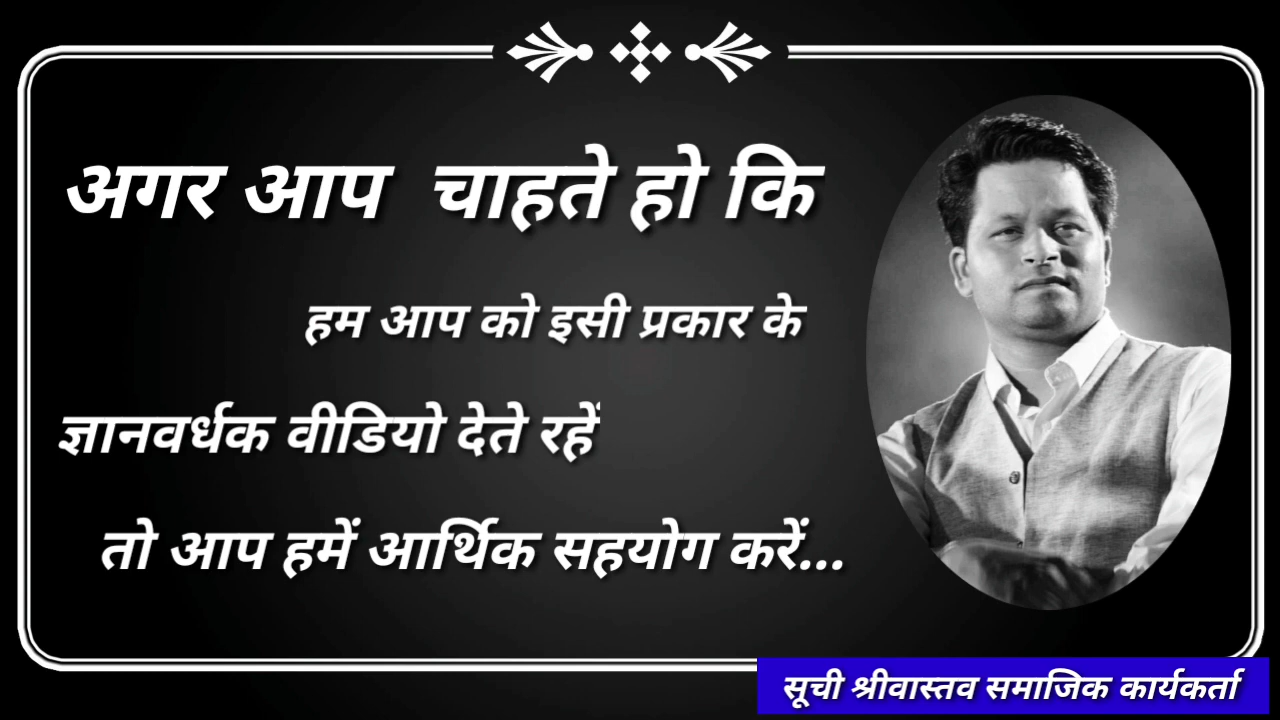 अगर आप चाहते हो कि
हम आप को इसी प्रकार के
ज्ञानवर्धक वीडियो देते रहें
तो आप हमें आर्थिक सहयोग करें...
सूची श्रीवास्तव समाजिक कार्यकर्ता